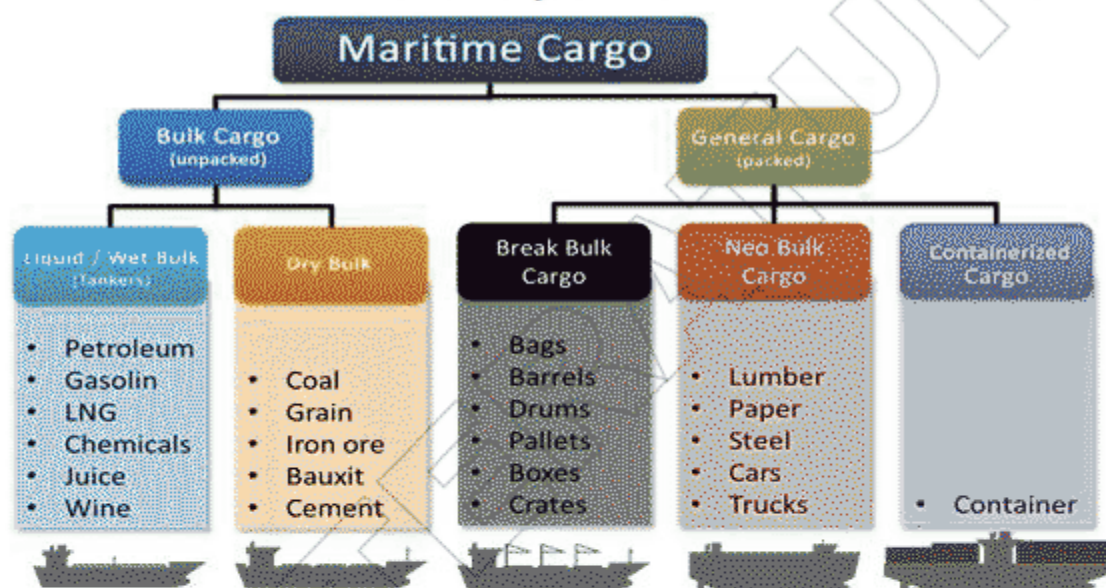 Maritime Cargo
Bulk Cargo
(unpacked)
General Cargo
(packed)
Liquid / Wet Bulk
(Tankers)
• Petroleum
• Gasolin
• LNG
• Chemicals
• Juice
• Wine
Dry Bulk
• Coal
• Grain
• Iron ore
• Bauxit
• Cement
Break Bulk
Cargo
• Bags
• Barrels
• Drums
• Pallets
• Boxes
• Crates
Neo Bulk
Cargo
• Lumber
• Paper
• Steel
• Cars
• Trucks
Containerized
Cargo
• Container